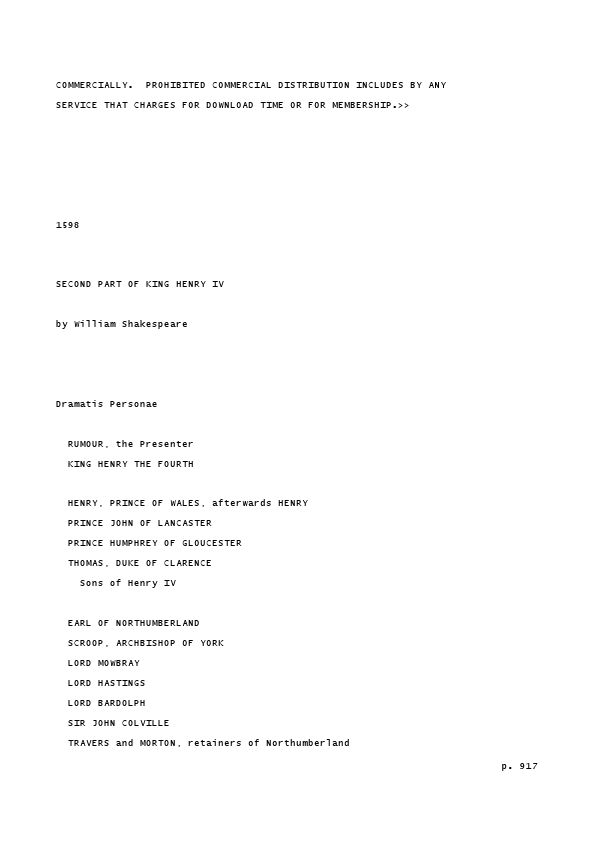 COMMERCIALLY.  PROHIBITED COMMERCIAL DISTRIBUTION INCLUDES BY ANY
SERVICE THAT CHARGES FOR DOWNLOAD TIME OR FOR MEMBERSHIP.>>
1598
SECOND PART OF KING HENRY IV
by William Shakespeare
Dramatis Personae
RUMOUR, the Presenter
KING HENRY THE FOURTH
HENRY, PRINCE OF WALES, afterwards HENRY
PRINCE JOHN OF LANCASTER
PRINCE HUMPHREY OF GLOUCESTER
THOMAS, DUKE OF CLARENCE
Sons of Henry IV
EARL OF NORTHUMBERLAND
SCROOP, ARCHBISHOP OF YORK
LORD MOWBRAY
LORD HASTINGS
LORD BARDOLPH
SIR JOHN COLVILLE
TRAVERS and MORTON, retainers of Northumberland
p. 917